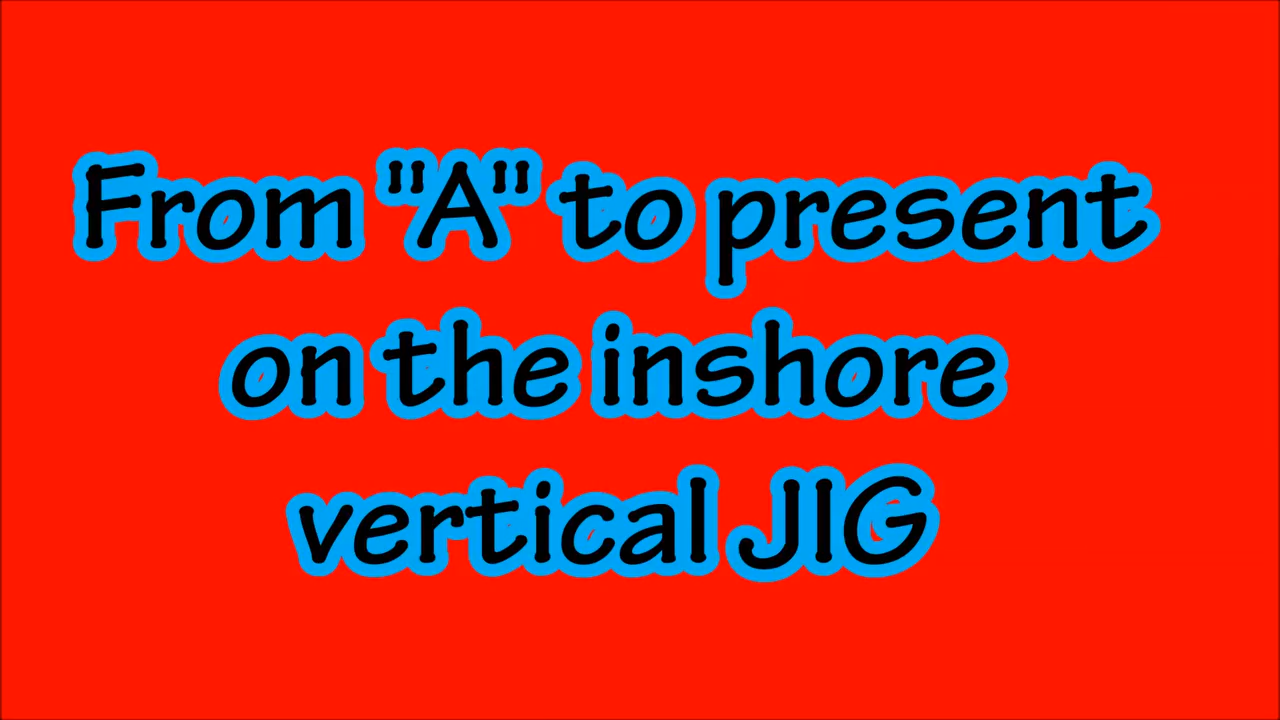 From "A" to present
on the inshore
vertical JIG